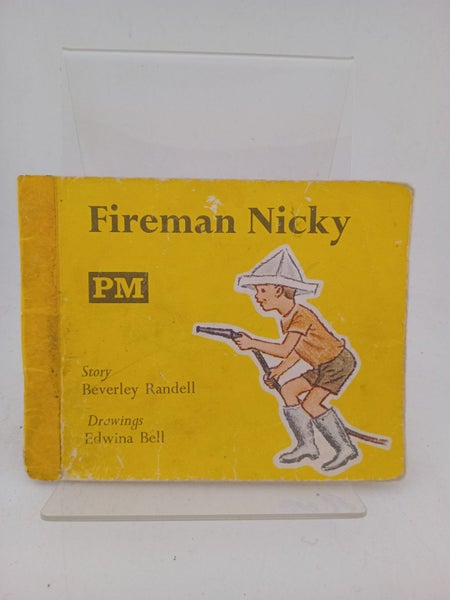 Fireman Nicky
PM
Story
Beverley Randell
Drawings
Edwina Bell